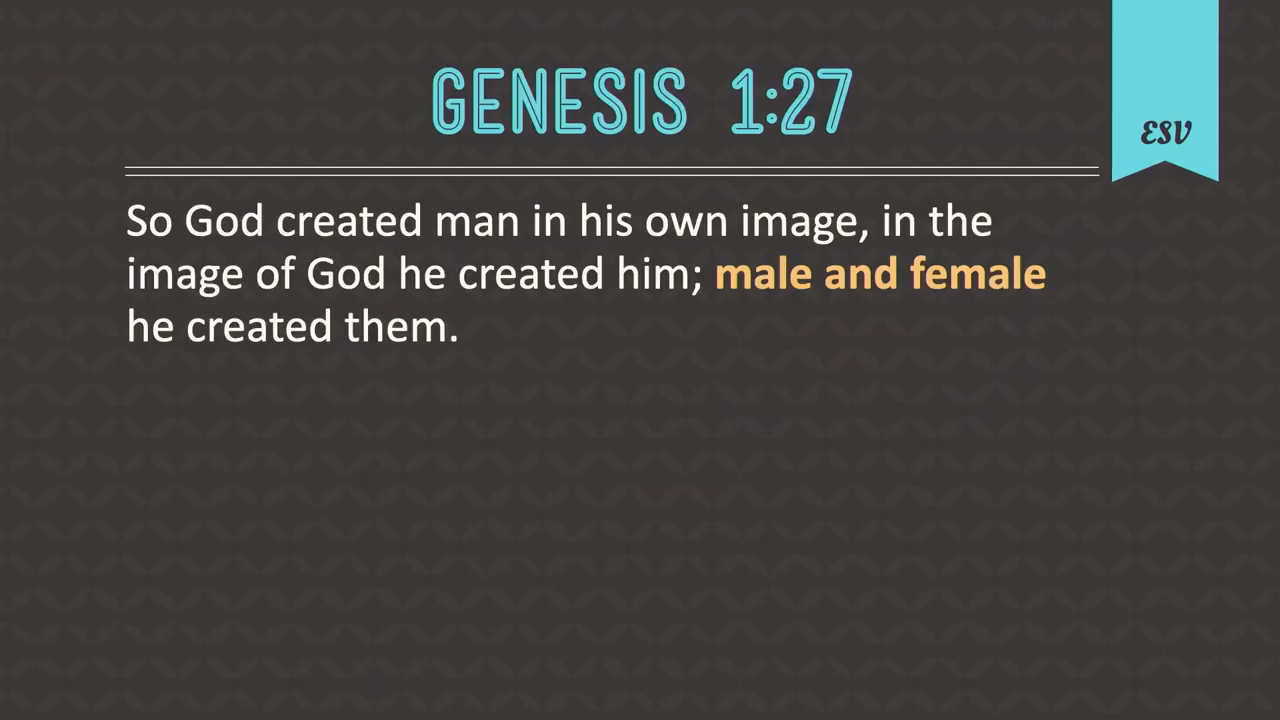 GENESIS 1:27
ESV
So God created man in his own image, in the
image of God he created him; male and female
he created them.